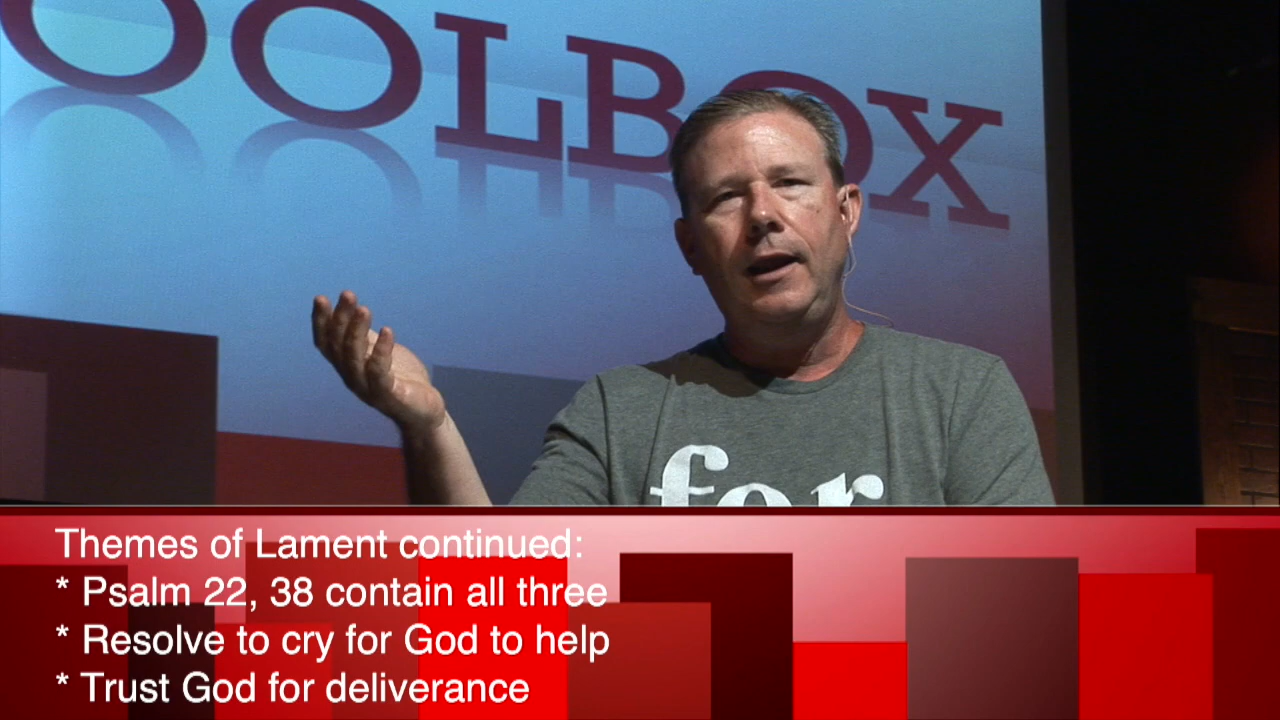 OOLBOX
for
Themes of Lament continued:
* Psalm 22, 38 contain all three
* Resolve to cry for God to help
* Trust God for deliverance